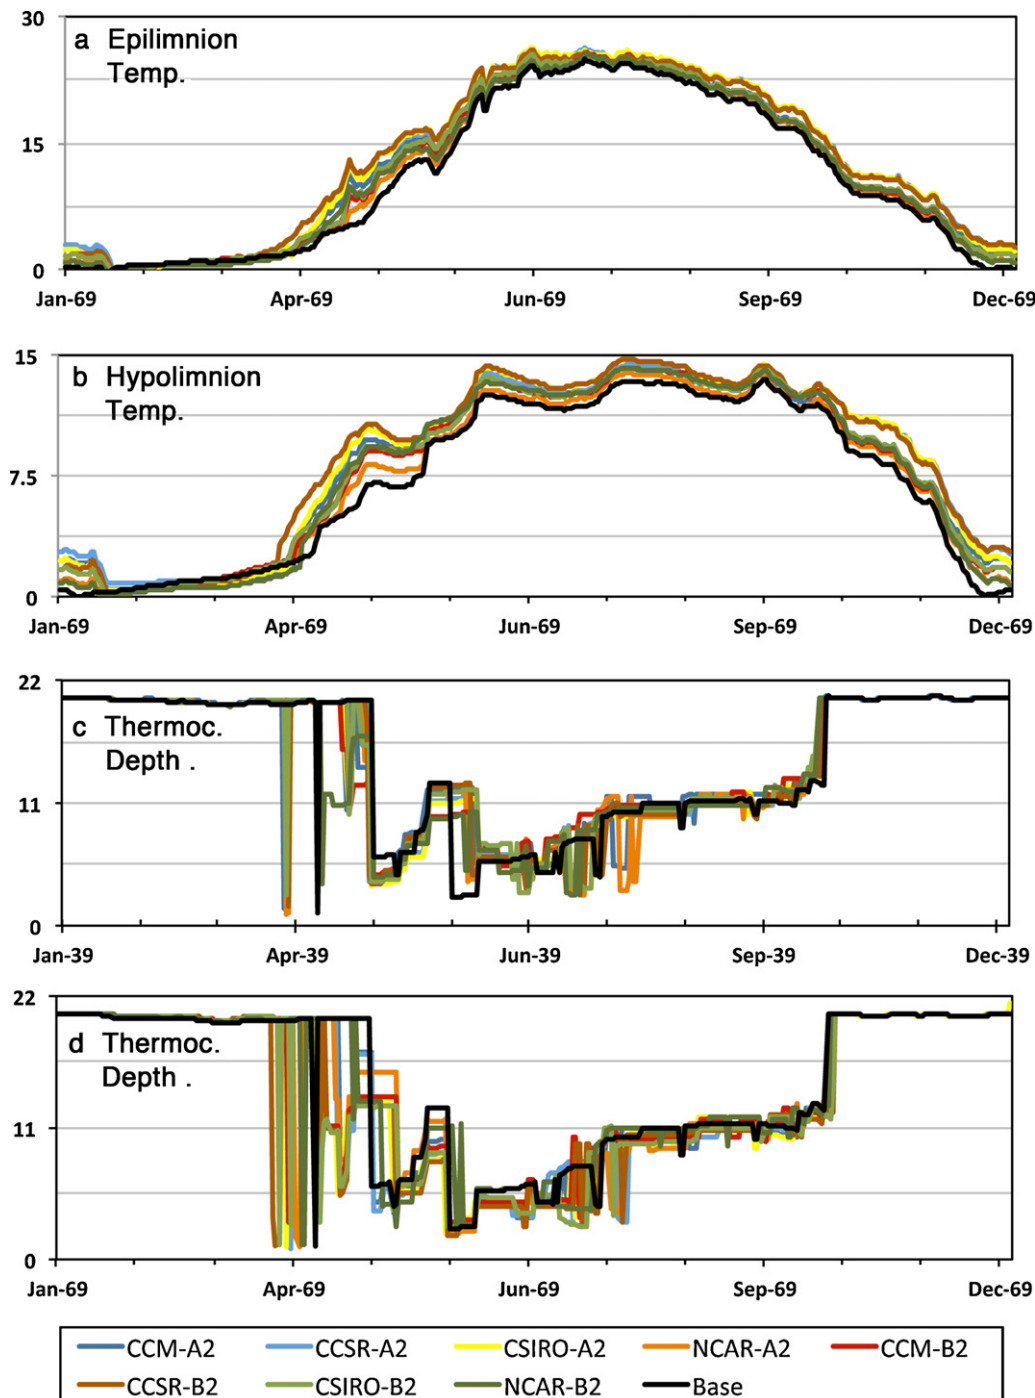 30
a Epilimnion
Temp.
15
0
Jan-69 Apr-69 Jun-69 Sep-69 Dec-69
15
b Hypolimnion
Temp.
7.5
0
Jan-69 Apr-69 Jun-69 Sep-69 Dec-69
22
c Thermoc.
Depth .
11
0
Jan-39 Apr-39 Jun-39 Sep-39 Dec-39
22
d Thermoc.
Depth .
11
0
Jan-69 Apr-69 Jun-69 Sep-69 Dec-69
CCM-A2 CCSR-A2 CSIRO-A2 NCAR-A2 CCM-B2
CCSR-B2 CSIRO-B2 NCAR-B2 Base